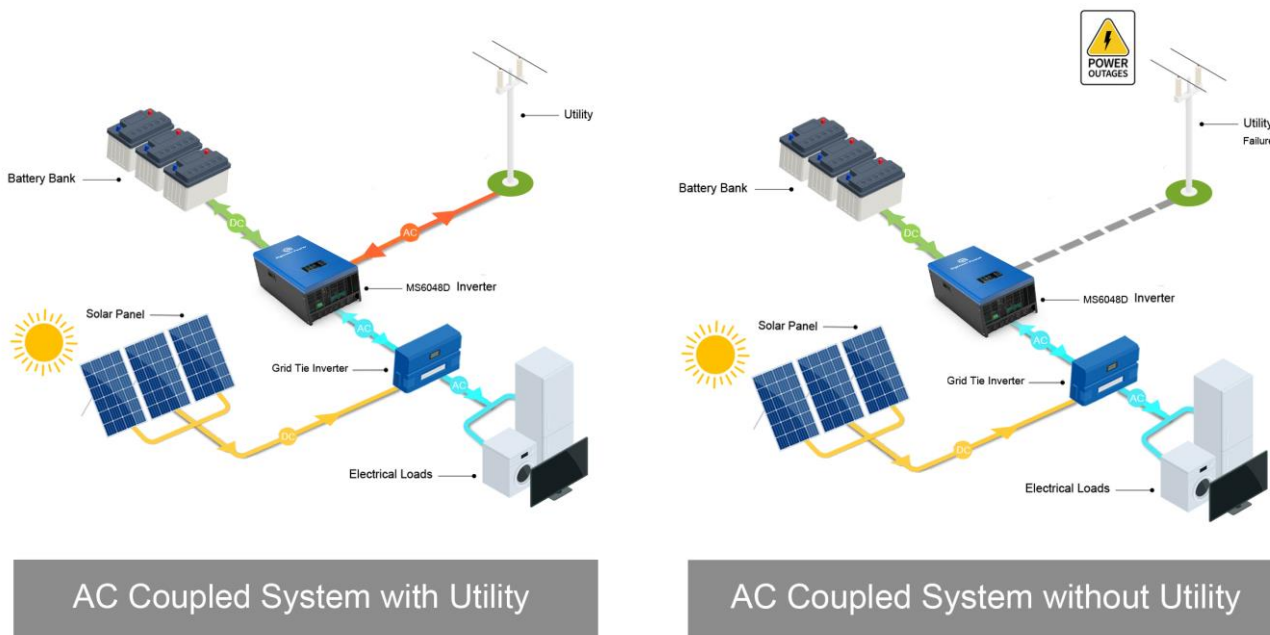 Utility
Battery Bank
DC
AC
MS6048D Inverter
Solar Panel
AC
Grid Tie Inverter
AC
DC
Electrical Loads
AC Coupled System with Utility
POWER
OUTAGES
Utility
Failure
Battery Bank
DC
MS6048D Inverter
Solar Panel
AC
Grid Tie Inverter
AC
DC
Electrical Loads
AC Coupled System without Utility